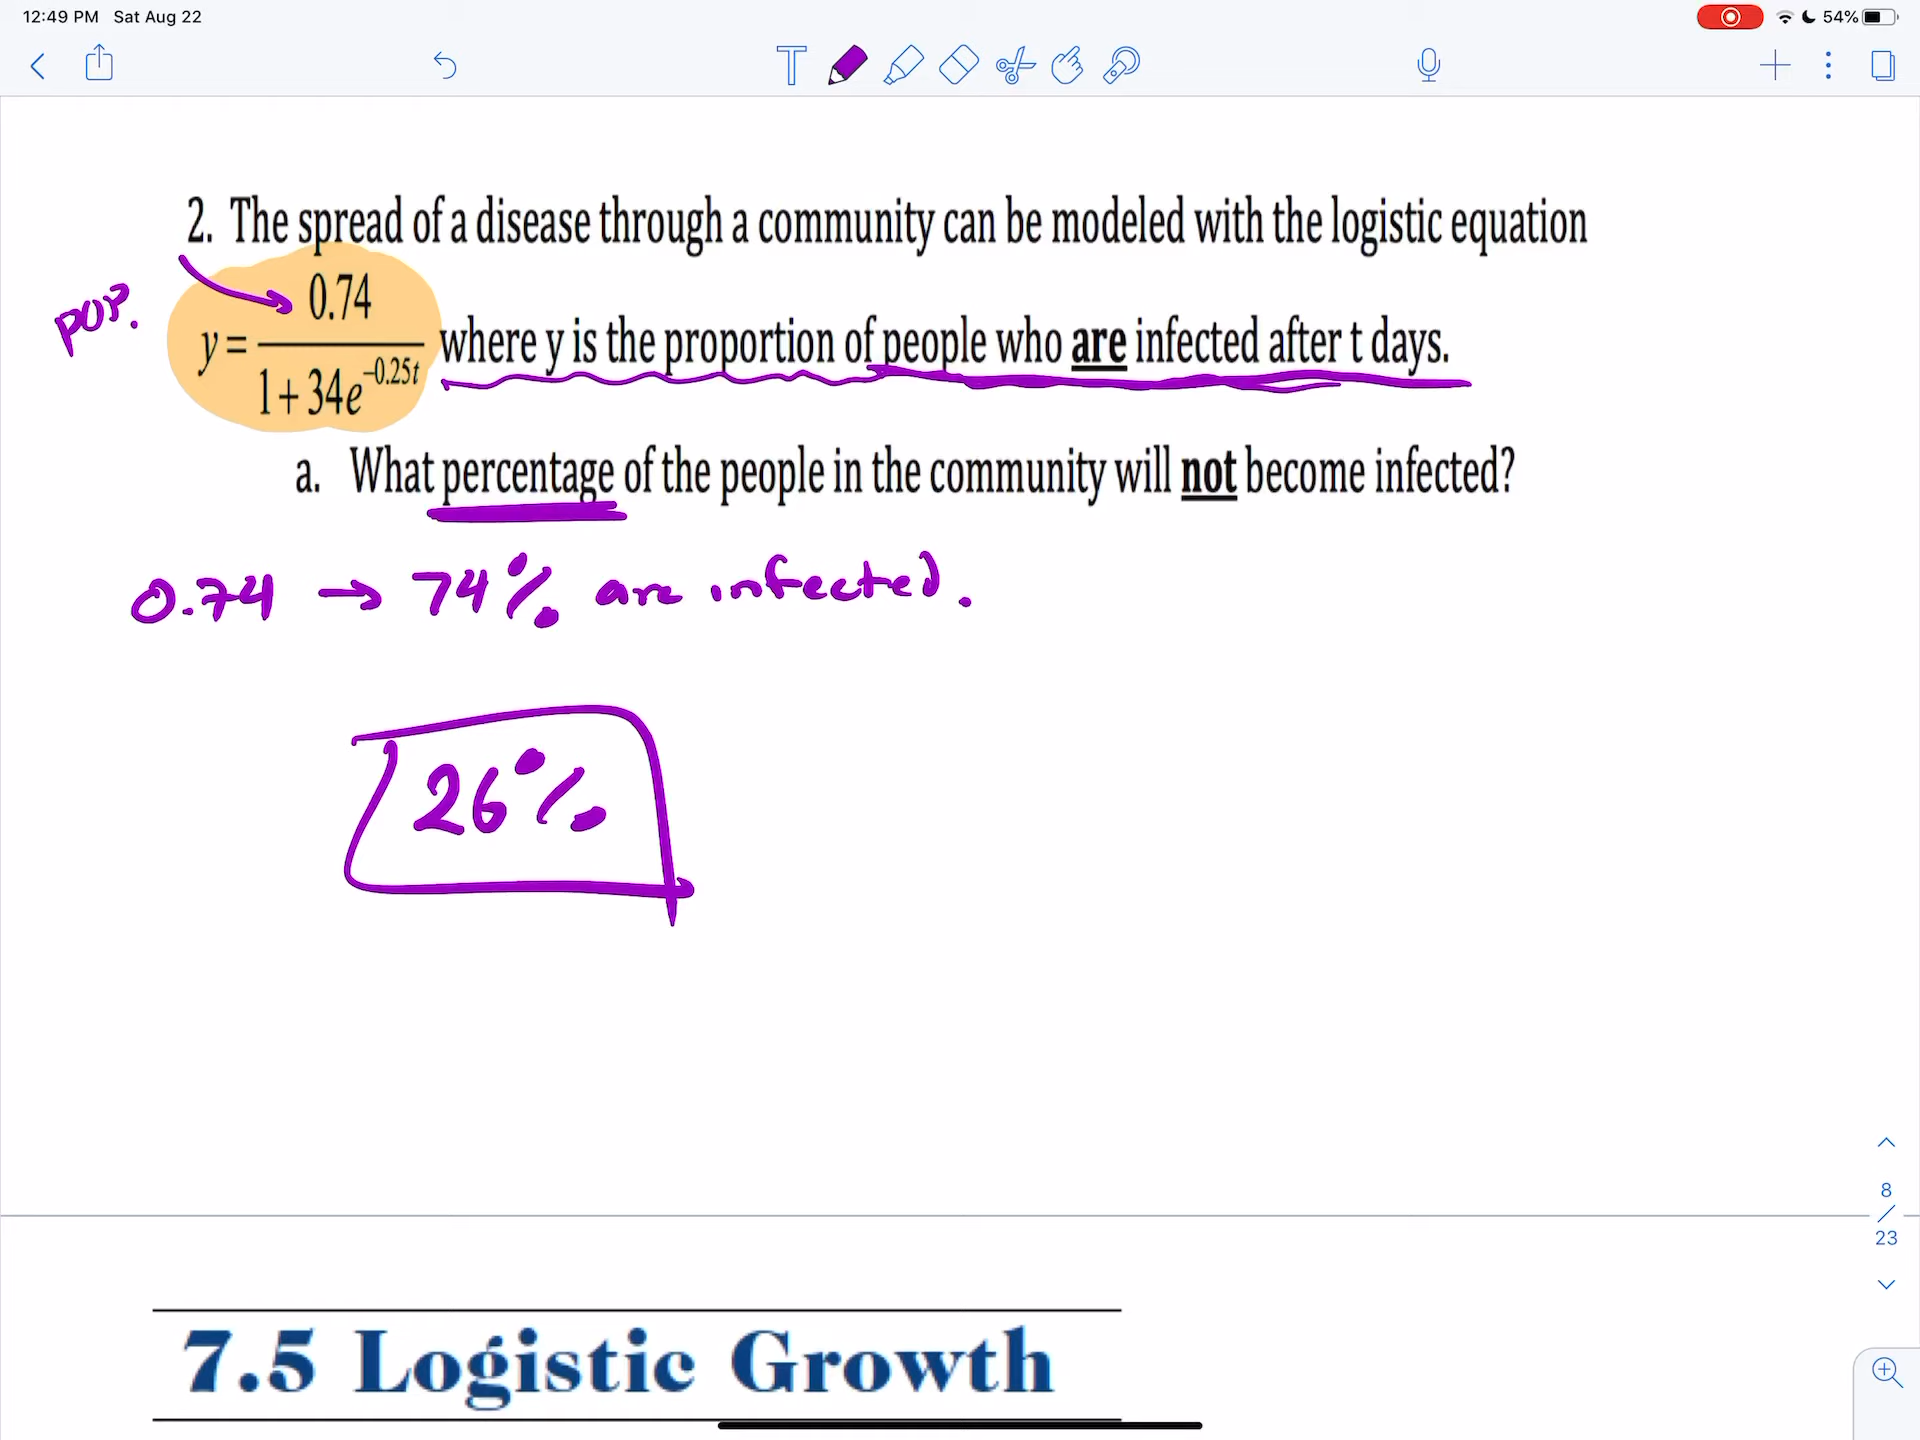 12:49 PM Sat Aug 22
54%
2. The spread of a disease through a community can be modeled with the logistic equation
pop.
y = 0.74 / (1 + 34e^{-0.25t}) where y is the proportion of people who are infected after t days.
a. What percentage of the people in the community will not become infected?
0.74 → 74% are infected.
26%
8
/
23
7.5 Logistic Growth